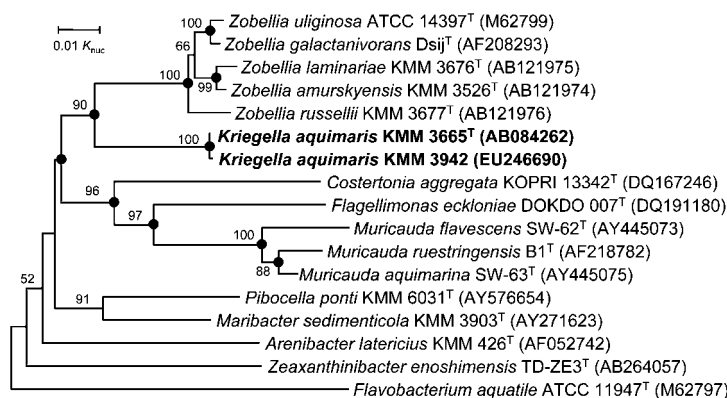 0.01 Knuc
100
66
99
100
90
100
96
97
100
88
52
91
Zobellia uliginosa ATCC 14397ᵀ (M62799)
Zobellia galactanivorans Dsijᵀ (AF208293)
Zobellia laminariae KMM 3676ᵀ (AB121975)
Zobellia amurskyensis KMM 3526ᵀ (AB121974)
Zobellia russellii KMM 3677ᵀ (AB121976)
Kriegella aquimaris KMM 3665ᵀ (AB084262)
Kriegella aquimaris KMM 3942 (EU246690)
Costertonia aggregata KOPRI 13342ᵀ (DQ167246)
Flagellimonas eckloniae DOKDO 007ᵀ (DQ191180)
Muricauda flavescens SW-62ᵀ (AY445073)
Muricauda ruestringensis B1ᵀ (AF218782)
Muricauda aquimarina SW-63ᵀ (AY445075)
Pibocella ponti KMM 6031ᵀ (AY576654)
Maribacter sedimenticola KMM 3903ᵀ (AY271623)
Arenibacter latericius KMM 426ᵀ (AF052742)
Zeaxanthinibacter enoshimensis TD-ZE3ᵀ (AB264057)
Flavobacterium aquatile ATCC 11947ᵀ (M62797)